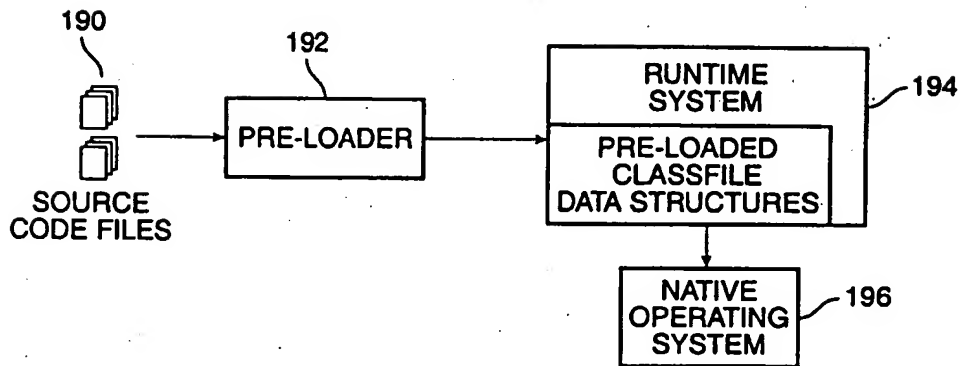 190
SOURCE
CODE FILES
192
PRE-LOADER
RUNTIME
SYSTEM
194
PRE-LOADED
CLASSFILE
DATA STRUCTURES
NATIVE
OPERATING
SYSTEM
196